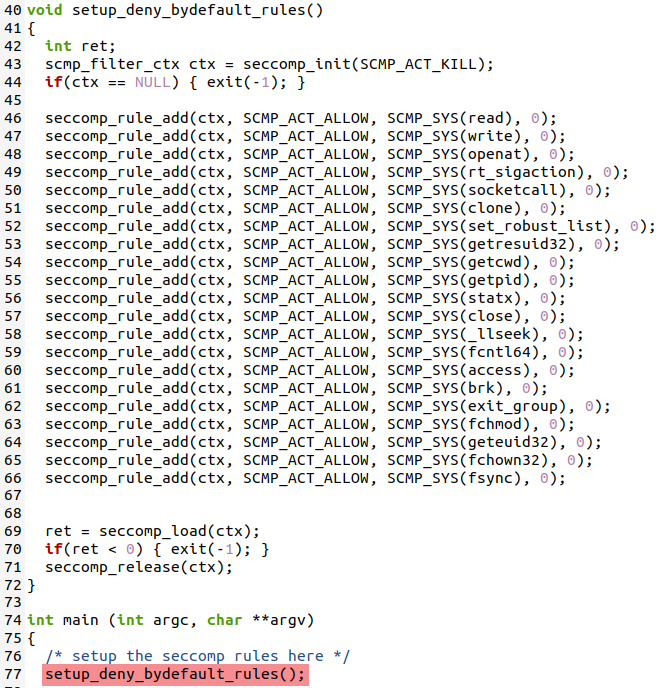 40 void setup_deny_bydefault_rules()
41 {
42   int ret;
43   scmp_filter_ctx ctx = seccomp_init(SCMP_ACT_KILL);
44   if(ctx == NULL) { exit(-1); }
45
46   seccomp_rule_add(ctx, SCMP_ACT_ALLOW, SCMP_SYS(read), 0);
47   seccomp_rule_add(ctx, SCMP_ACT_ALLOW, SCMP_SYS(write), 0);
48   seccomp_rule_add(ctx, SCMP_ACT_ALLOW, SCMP_SYS(openat), 0);
49   seccomp_rule_add(ctx, SCMP_ACT_ALLOW, SCMP_SYS(rt_sigaction), 0);
50   seccomp_rule_add(ctx, SCMP_ACT_ALLOW, SCMP_SYS(socketcall), 0);
51   seccomp_rule_add(ctx, SCMP_ACT_ALLOW, SCMP_SYS(clone), 0);
52   seccomp_rule_add(ctx, SCMP_ACT_ALLOW, SCMP_SYS(set_robust_list), 0);
53   seccomp_rule_add(ctx, SCMP_ACT_ALLOW, SCMP_SYS(getresuid32), 0);
54   seccomp_rule_add(ctx, SCMP_ACT_ALLOW, SCMP_SYS(getcwd), 0);
55   seccomp_rule_add(ctx, SCMP_ACT_ALLOW, SCMP_SYS(getpid), 0);
56   seccomp_rule_add(ctx, SCMP_ACT_ALLOW, SCMP_SYS(statx), 0);
57   seccomp_rule_add(ctx, SCMP_ACT_ALLOW, SCMP_SYS(close), 0);
58   seccomp_rule_add(ctx, SCMP_ACT_ALLOW, SCMP_SYS(_llseek), 0);
59   seccomp_rule_add(ctx, SCMP_ACT_ALLOW, SCMP_SYS(fcntl64), 0);
60   seccomp_rule_add(ctx, SCMP_ACT_ALLOW, SCMP_SYS(access), 0);
61   seccomp_rule_add(ctx, SCMP_ACT_ALLOW, SCMP_SYS(brk), 0);
62   seccomp_rule_add(ctx, SCMP_ACT_ALLOW, SCMP_SYS(exit_group), 0);
63   seccomp_rule_add(ctx, SCMP_ACT_ALLOW, SCMP_SYS(fchmod), 0);
64   seccomp_rule_add(ctx, SCMP_ACT_ALLOW, SCMP_SYS(geteuid32), 0);
65   seccomp_rule_add(ctx, SCMP_ACT_ALLOW, SCMP_SYS(fchown32), 0);
66   seccomp_rule_add(ctx, SCMP_ACT_ALLOW, SCMP_SYS(fsync), 0);
67
68
69   ret = seccomp_load(ctx);
70   if(ret < 0) { exit(-1); }
71   seccomp_release(ctx);
72 }
73
74 int main (int argc, char **argv)
75 {
76   /* setup the seccomp rules here */
77   setup_deny_bydefault_rules();